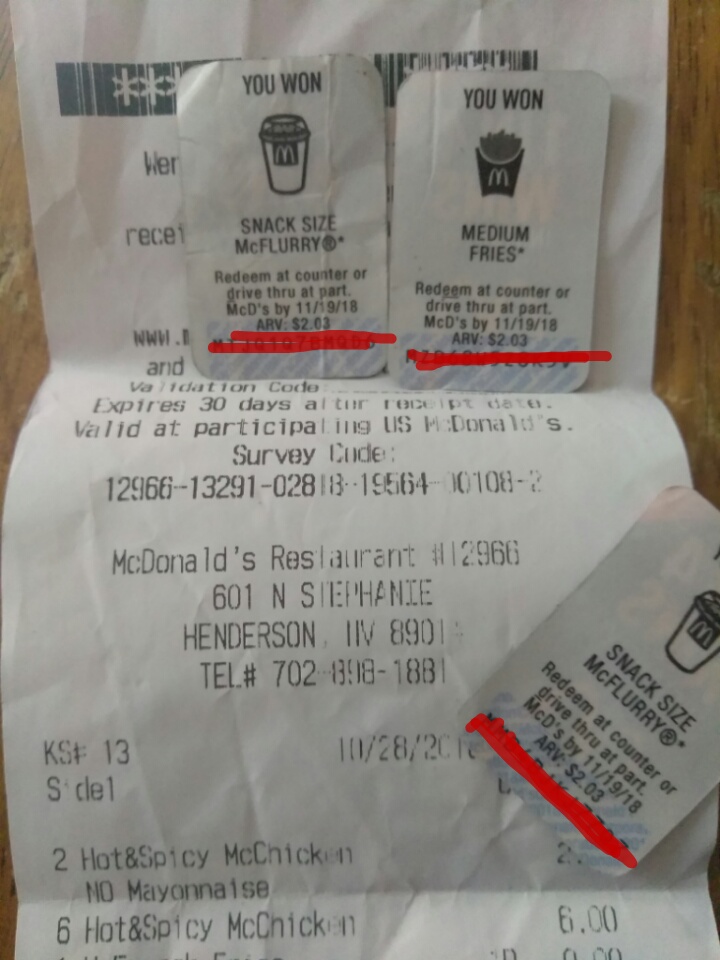 YOU WON
SNACK SIZE
McFLURRY®*
Redeem at counter or
drive thru at part.
McD's by 11/19/18
ARV: $2.03
YOU WON
MEDIUM
FRIES*
Redeem at counter or
drive thru at part.
McD's by 11/19/18
ARV: $2.03
and
Validation Code
Expires 30 days after receipt date.
Valid at participating US McDonald's.
Survey Code:
12966-13291-02818-19564-00108-2
McDonald's Restaurant #12966
601 N STEPHANIE
HENDERSON, NV 8901
TEL# 702-898-1881
SNACK SIZE
McFLURRY®*
Redeem at counter or
drive thru at part.
McD's by 11/19/18
ARV: $2.03
KS# 13 10/28/201
Side1
2 Hot&Spicy McChicken 2.
NO Mayonnaise
6 Hot&Spicy McChicken 6.00